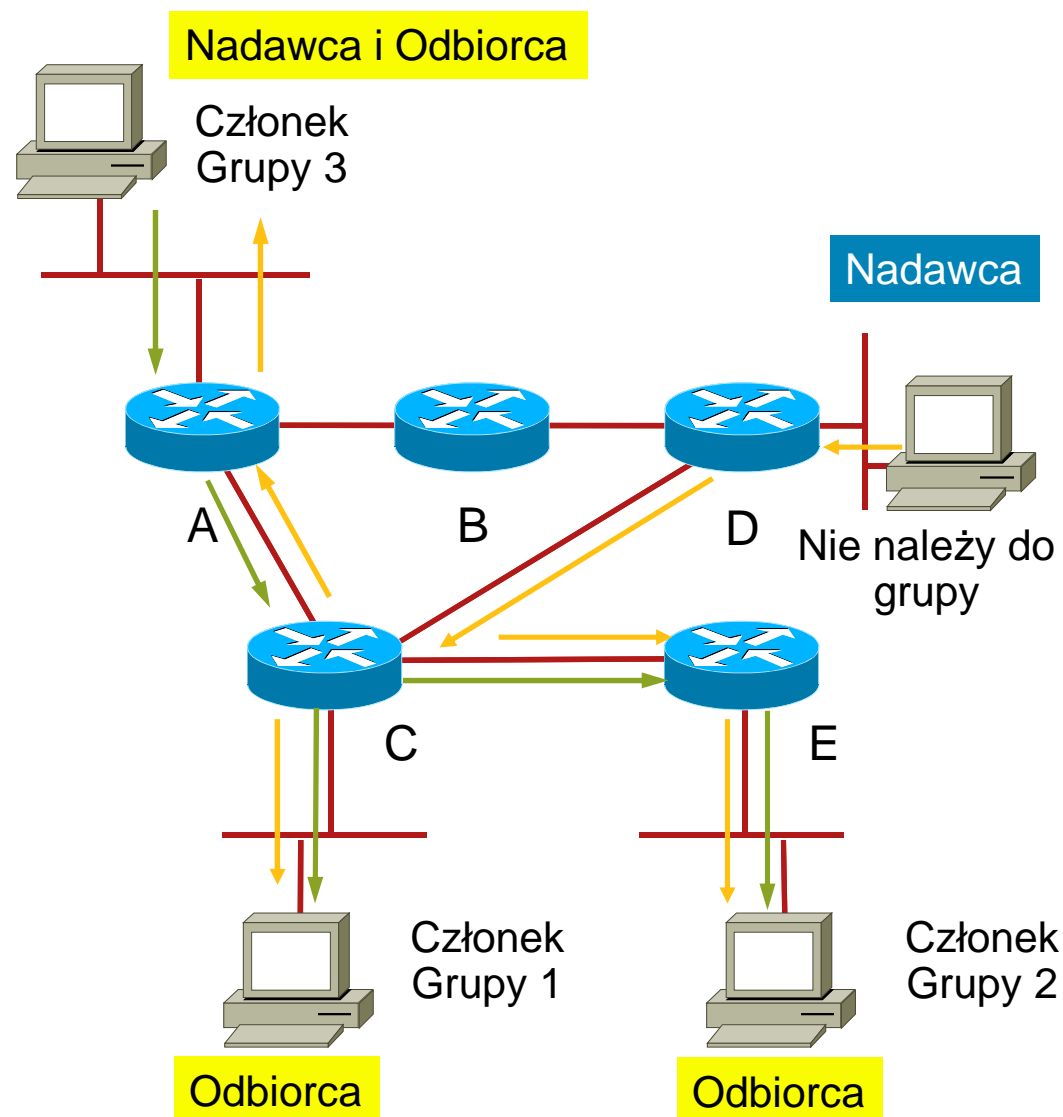 Nadawca i Odbiorca
Członek
Grupy 3
Nadawca
A
B
D
Nie należy do
grupy
C
E
Członek
Grupy 1
Członek
Grupy 2
Odbiorca
Odbiorca